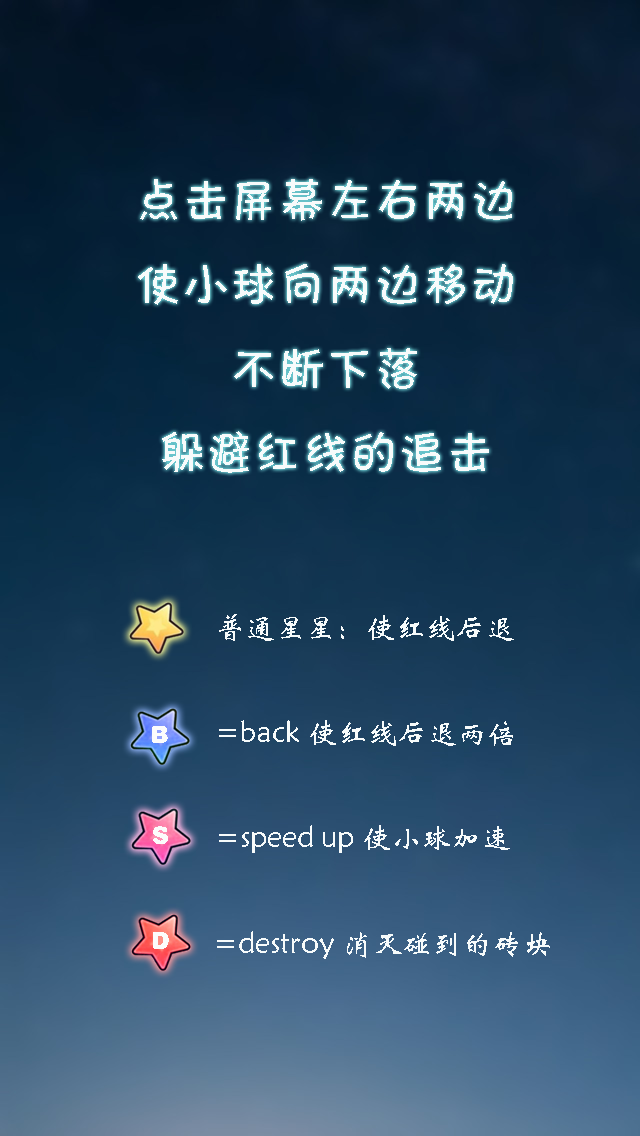 点击屏幕左右两边
使小球向两边移动
不断下落
躲避红线的追击
普通星星：使红线后退
B =back 使红线后退两倍
S =speed up 使小球加速
D =destroy 消灭碰到的砖块